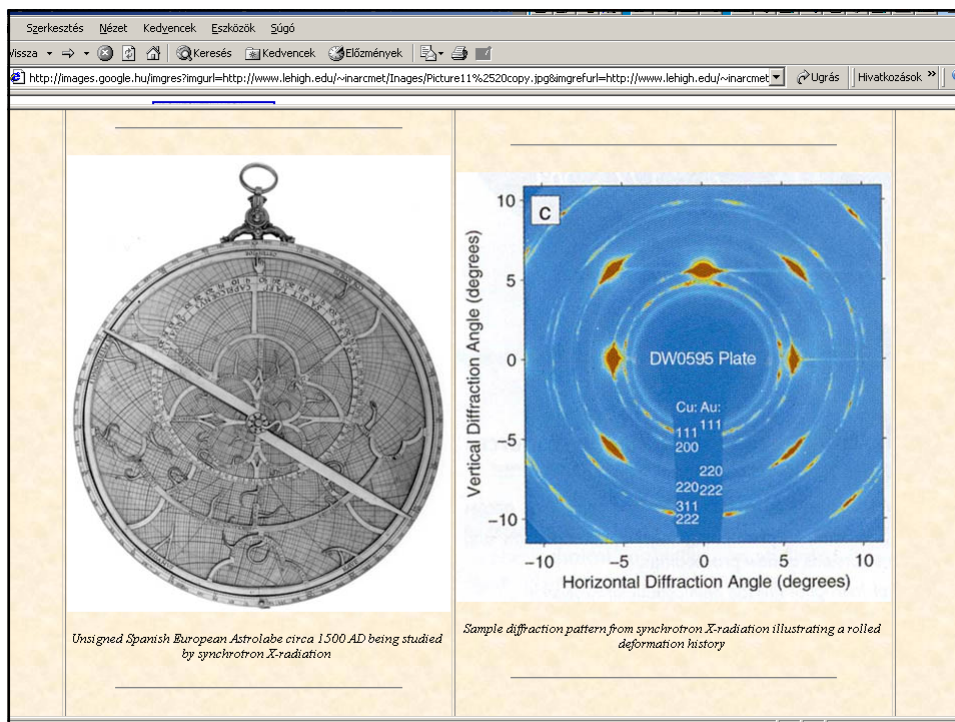 Szerkesztés Nézet Kedvencek Eszközök Súgó
Vissza Keresés Kedvencek Előzmények
http://images.google.hu/imgres?imgurl=http://www.lehigh.edu/~inarcmet/Inages/Picture11%2520copy.jpg&imgrefurl=http://www.lehigh.edu/~inarcmet Ugrás Hivatkozások »
c
10
5
0
-5
-10
Vertical Diffraction Angle (degrees)
DW0595 Plate
Cu: Au:
111
111
200
220
220 222
311
222
-10 -5 0 5 10
Horizontal Diffraction Angle (degrees)
Unsigned Spanish European Astrolabe circa 1500 AD being studied
by synchrotron X-radiation
Sample diffraction pattern from synchrotron X-radiation illustrating a rolled
deformation history